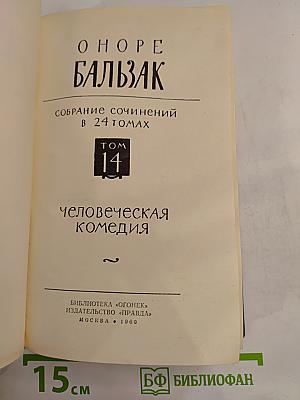 ОНОРЕ
БАЛЬЗАК
СОБРАНИЕ СОЧИНЕНИЙ
В 24 ТОМАХ
ТОМ
14
ЧЕЛОВЕЧЕСКАЯ
КОМЕДИЯ
БИБЛИОТЕКА «ОГОНЕК»
ИЗДАТЕЛЬСТВО «ПРАВДА»
МОСКВА • 1960
15 СМ
БФ БИБЛИОФАН